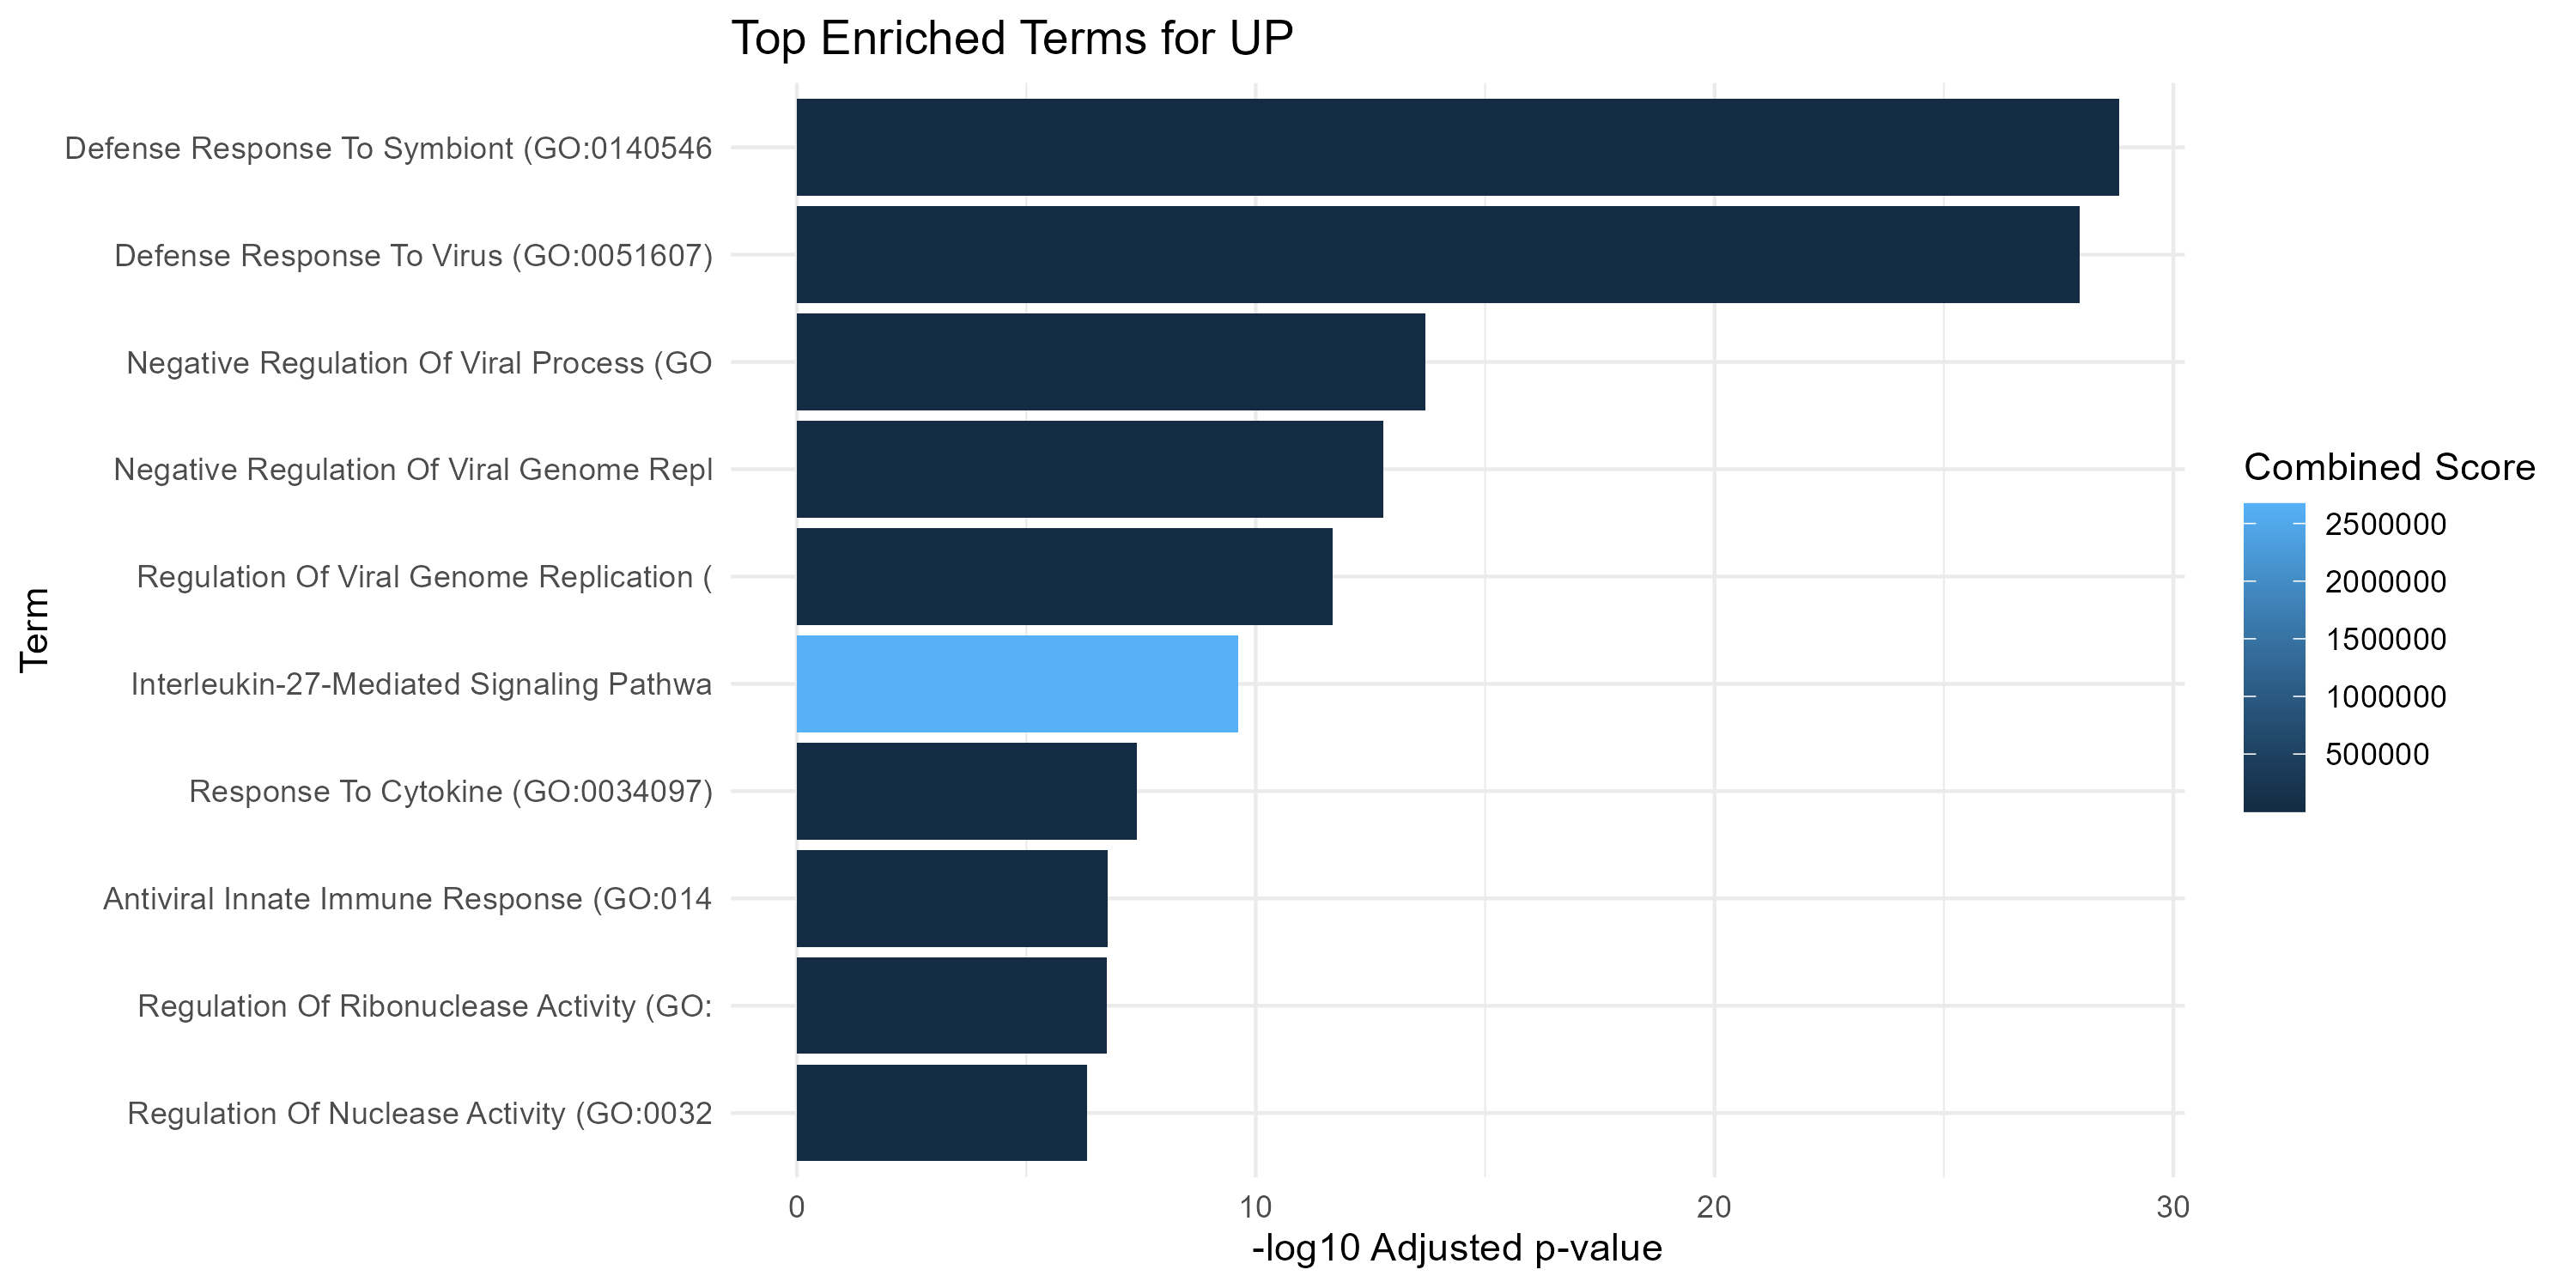 Top Enriched Terms for UP
Defense Response To Symbiont (GO:0140546
Defense Response To Virus (GO:0051607)
Negative Regulation Of Viral Process (GO
Negative Regulation Of Viral Genome Repl
Regulation Of Viral Genome Replication (
Interleukin-27-Mediated Signaling Pathwa
Response To Cytokine (GO:0034097)
Antiviral Innate Immune Response (GO:014
Regulation Of Ribonuclease Activity (GO:
Regulation Of Nuclease Activity (GO:0032
Term
0 10 20 30
-log10 Adjusted p-value
Combined Score
2500000
2000000
1500000
1000000
500000